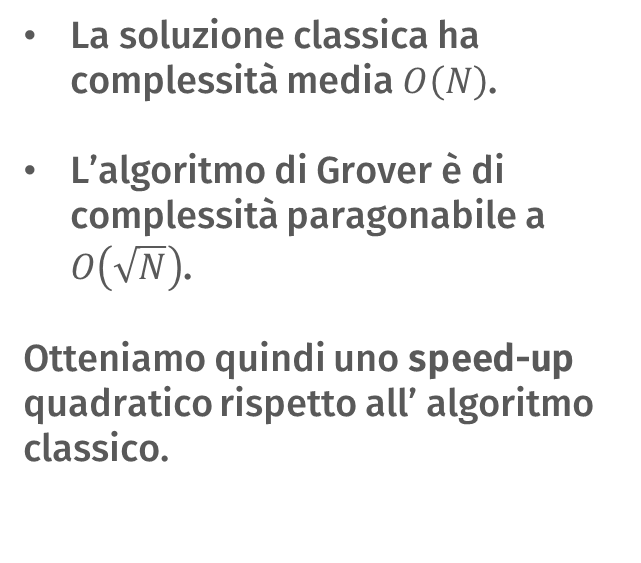 • La soluzione classica ha
complessità media O(N).
• L’algoritmo di Grover è di
complessità paragonabile a
O(√N).
Otteniamo quindi uno speed-up
quadratico rispetto all’ algoritmo
classico.